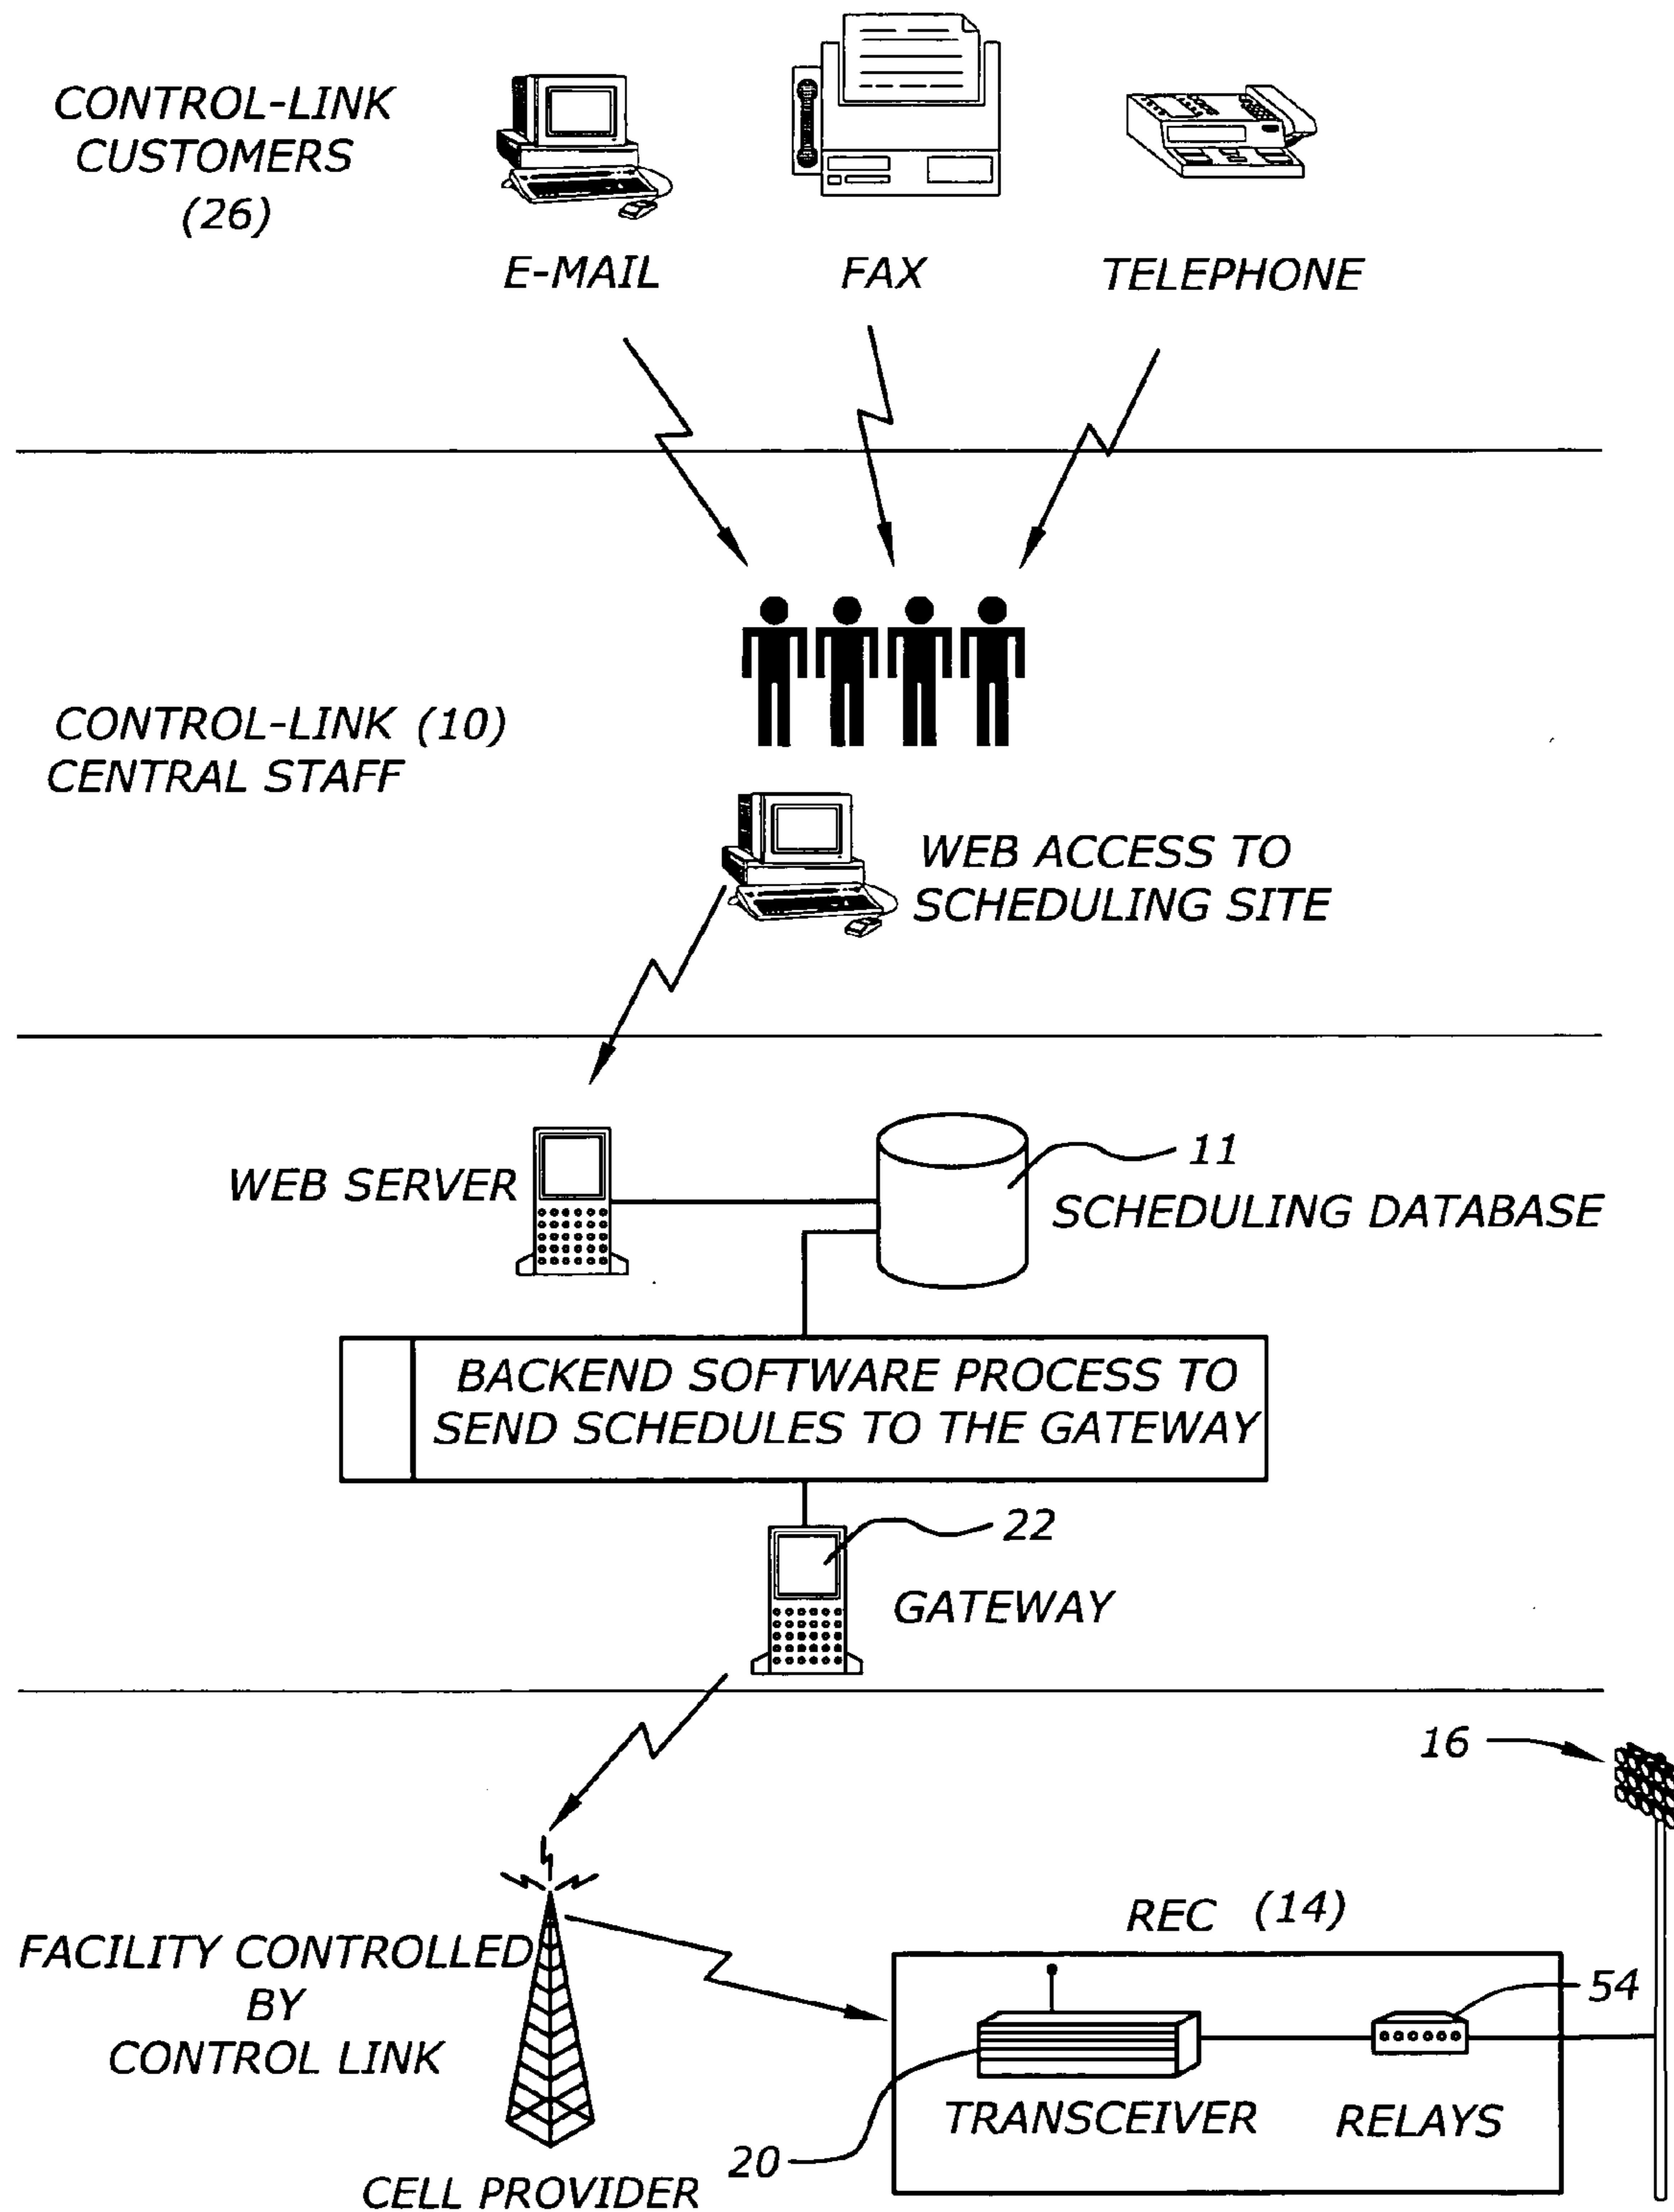 CONTROL-LINK
CUSTOMERS
(26)
E-MAIL
FAX
TELEPHONE
CONTROL-LINK (10)
CENTRAL STAFF
WEB ACCESS TO
SCHEDULING SITE
WEB SERVER
11
SCHEDULING DATABASE
BACKEND SOFTWARE PROCESS TO
SEND SCHEDULES TO THE GATEWAY
22
GATEWAY
16
REC (14)
FACILITY CONTROLLED
BY
CONTROL LINK
54
TRANSCEIVER
RELAYS
20
CELL PROVIDER